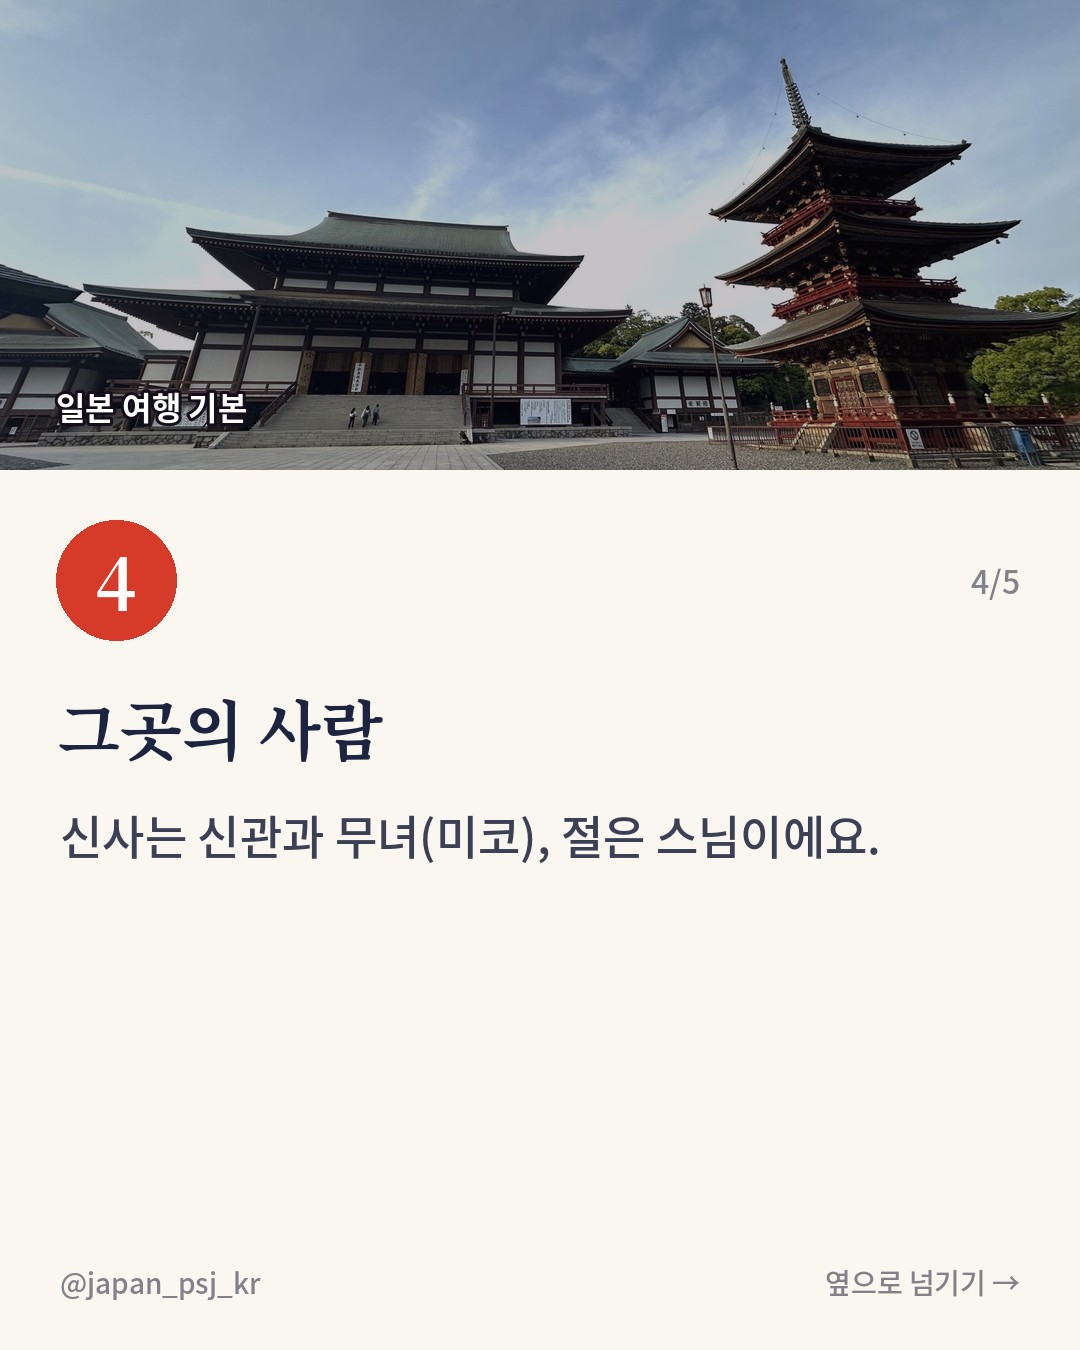 일본 여행 기본
4
4/5
그곳의 사람
신사는 신관과 무녀(미코), 절은 스님이에요.
@japan_psj_kr
옆으로 넘기기 →